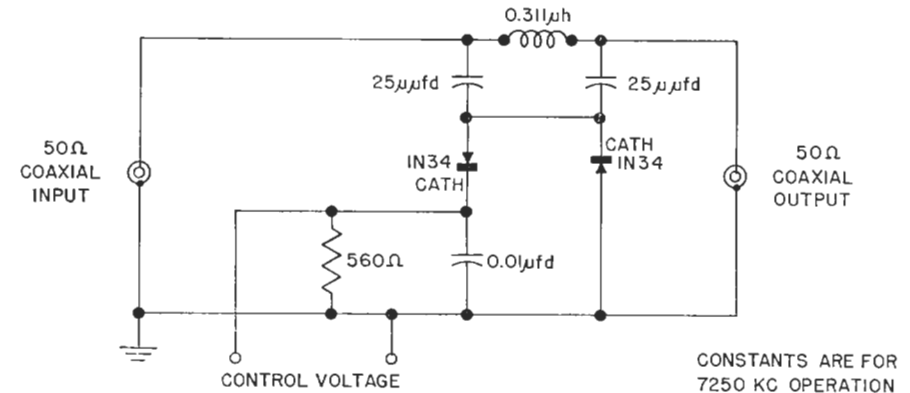 0.311μh
25μμfd
25μμfd
50Ω
COAXIAL
INPUT
IN34
CATH
CATH
IN34
50Ω
COAXIAL
OUTPUT
560Ω
0.01μfd
CONTROL VOLTAGE
CONSTANTS ARE FOR
7250 KC OPERATION